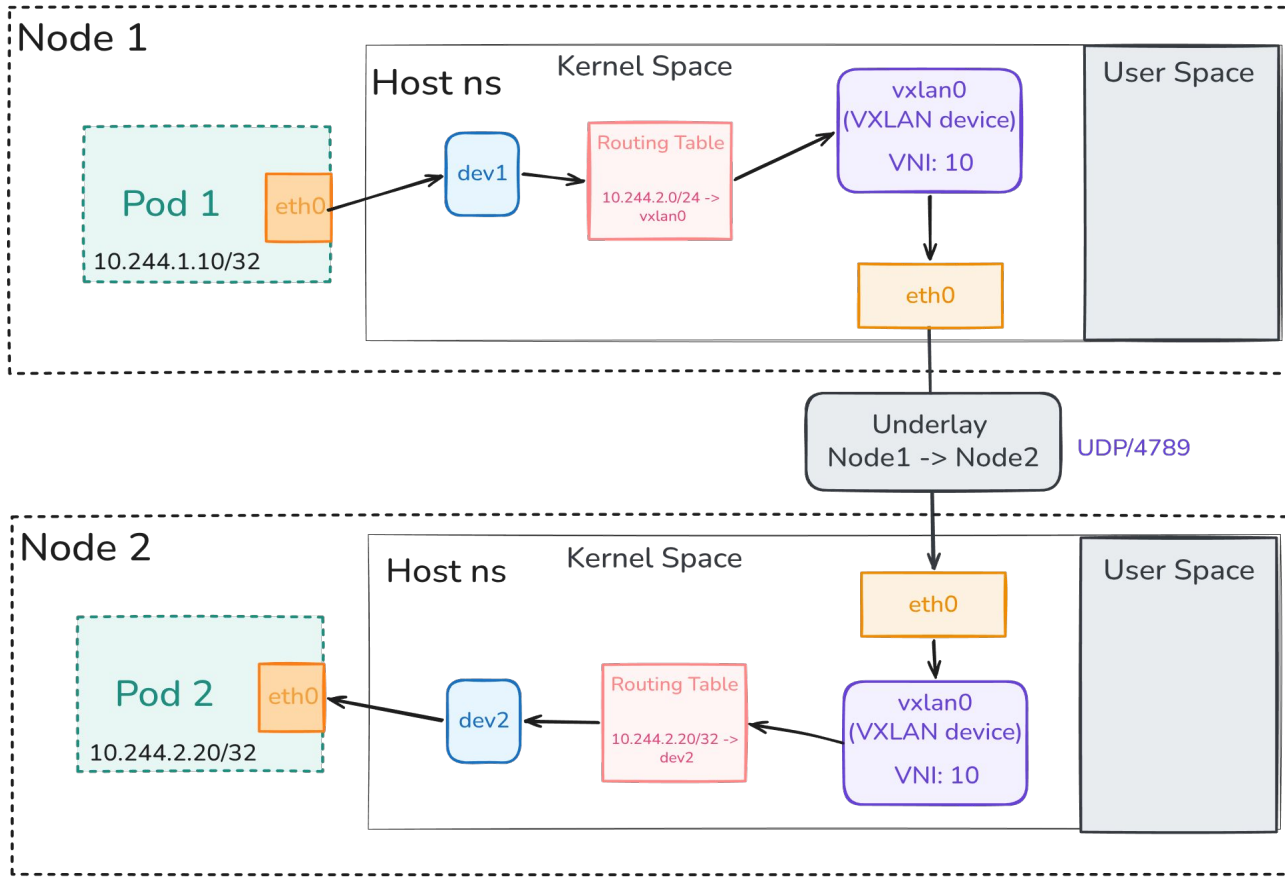 Node 1
Kernel Space
User Space
Host ns
Pod 1
eth0
10.244.1.10/32
dev1
Routing Table
10.244.2.0/24 ->
vxlan0
vxlan0
(VXLAN device)
VNI: 10
eth0
Underlay
Node1 -> Node2
UDP/4789
Node 2
Kernel Space
User Space
Host ns
eth0
vxlan0
(VXLAN device)
VNI: 10
Routing Table
10.244.2.20/32 ->
dev2
dev2
Pod 2
eth0
10.244.2.20/32